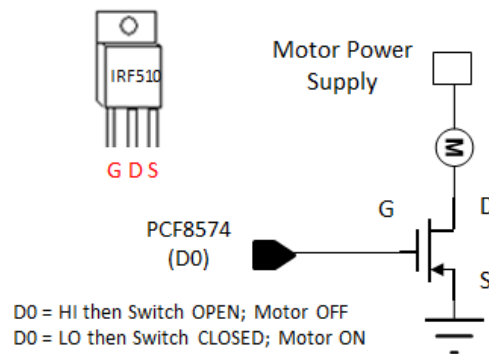 IRF510
G D S
Motor Power
Supply
M
G
D
S
PCF8574
(D0)
D0 = HI then Switch OPEN; Motor OFF
D0 = LO then Switch CLOSED; Motor ON